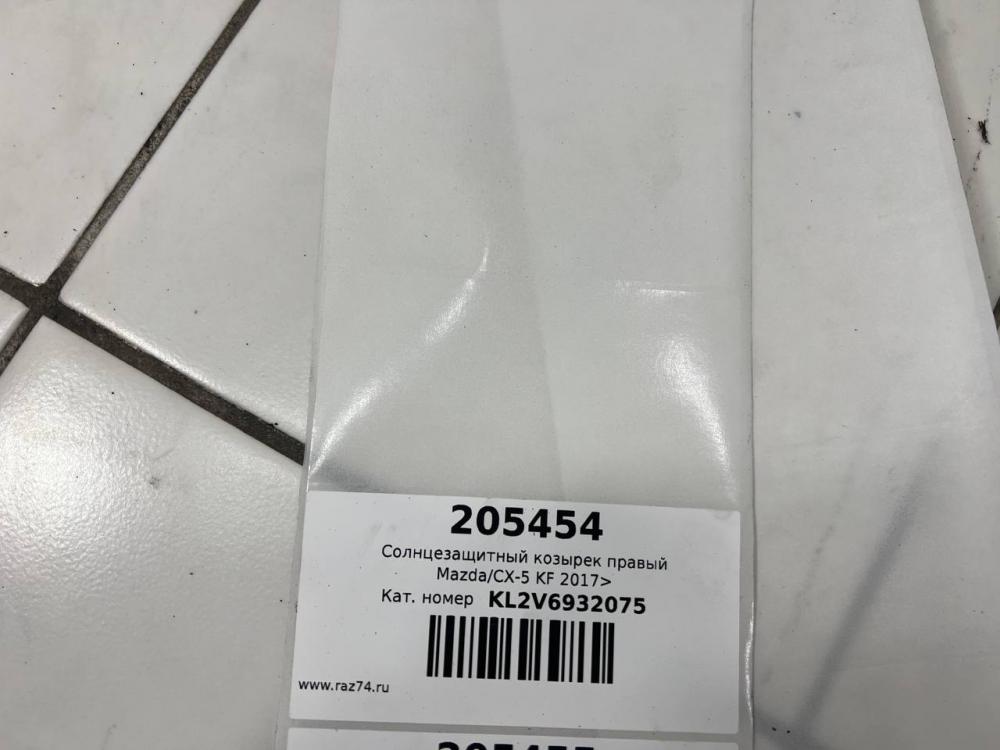 205454
Солнцезащитный козырек правый
Mazda/CX-5 KF 2017>
Кат. номер KL2V6932075
www.raz74.ru